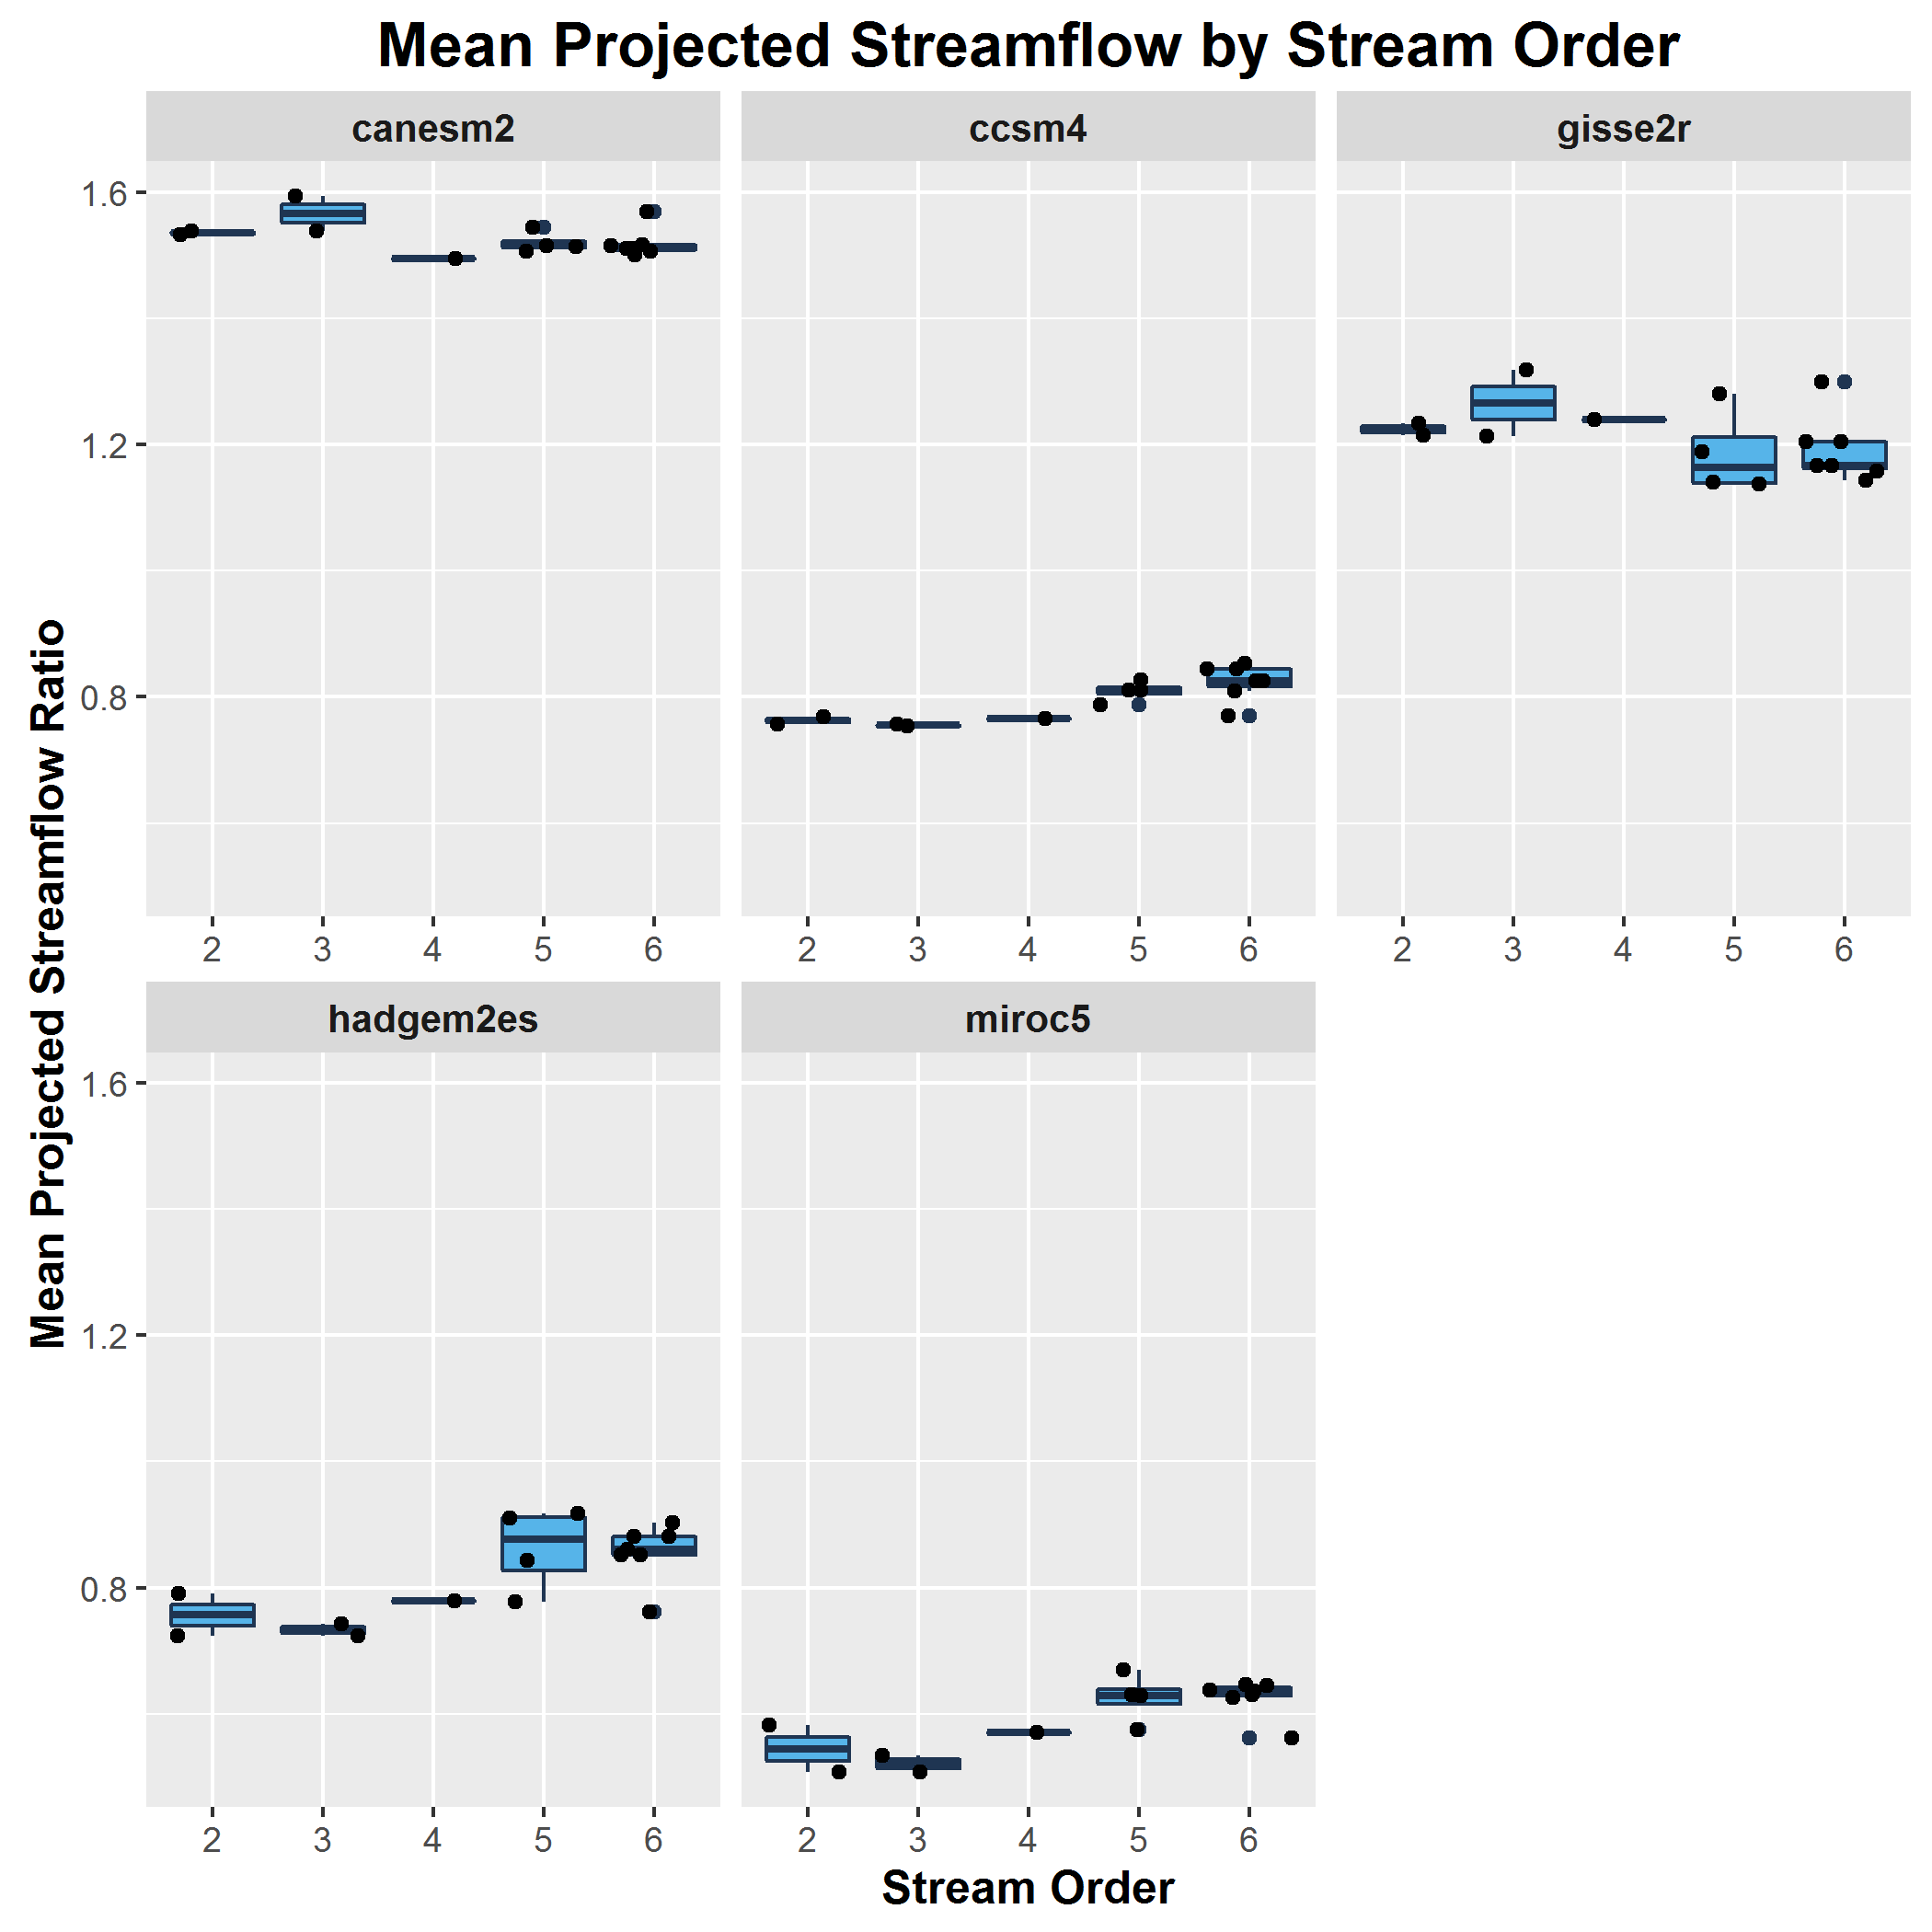 Mean Projected Streamflow by Stream Order
canesm2 ccsm4 gisse2r
1.6
1.2
0.8
2 3 4 5 6 2 3 4 5 6 2 3 4 5 6
Mean Projected Streamflow Ratio
hadgem2es miroc5
1.6
1.2
0.8
2 3 4 5 6 2 3 4 5 6
Stream Order